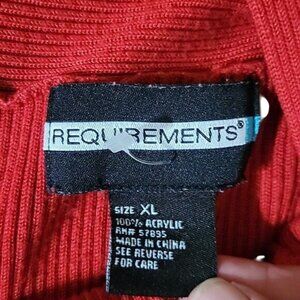 REQUIREMENTS®
SIZE XL
100% ACRYLIC
RN# 57895
MADE IN CHINA
SEE REVERSE
FOR CARE